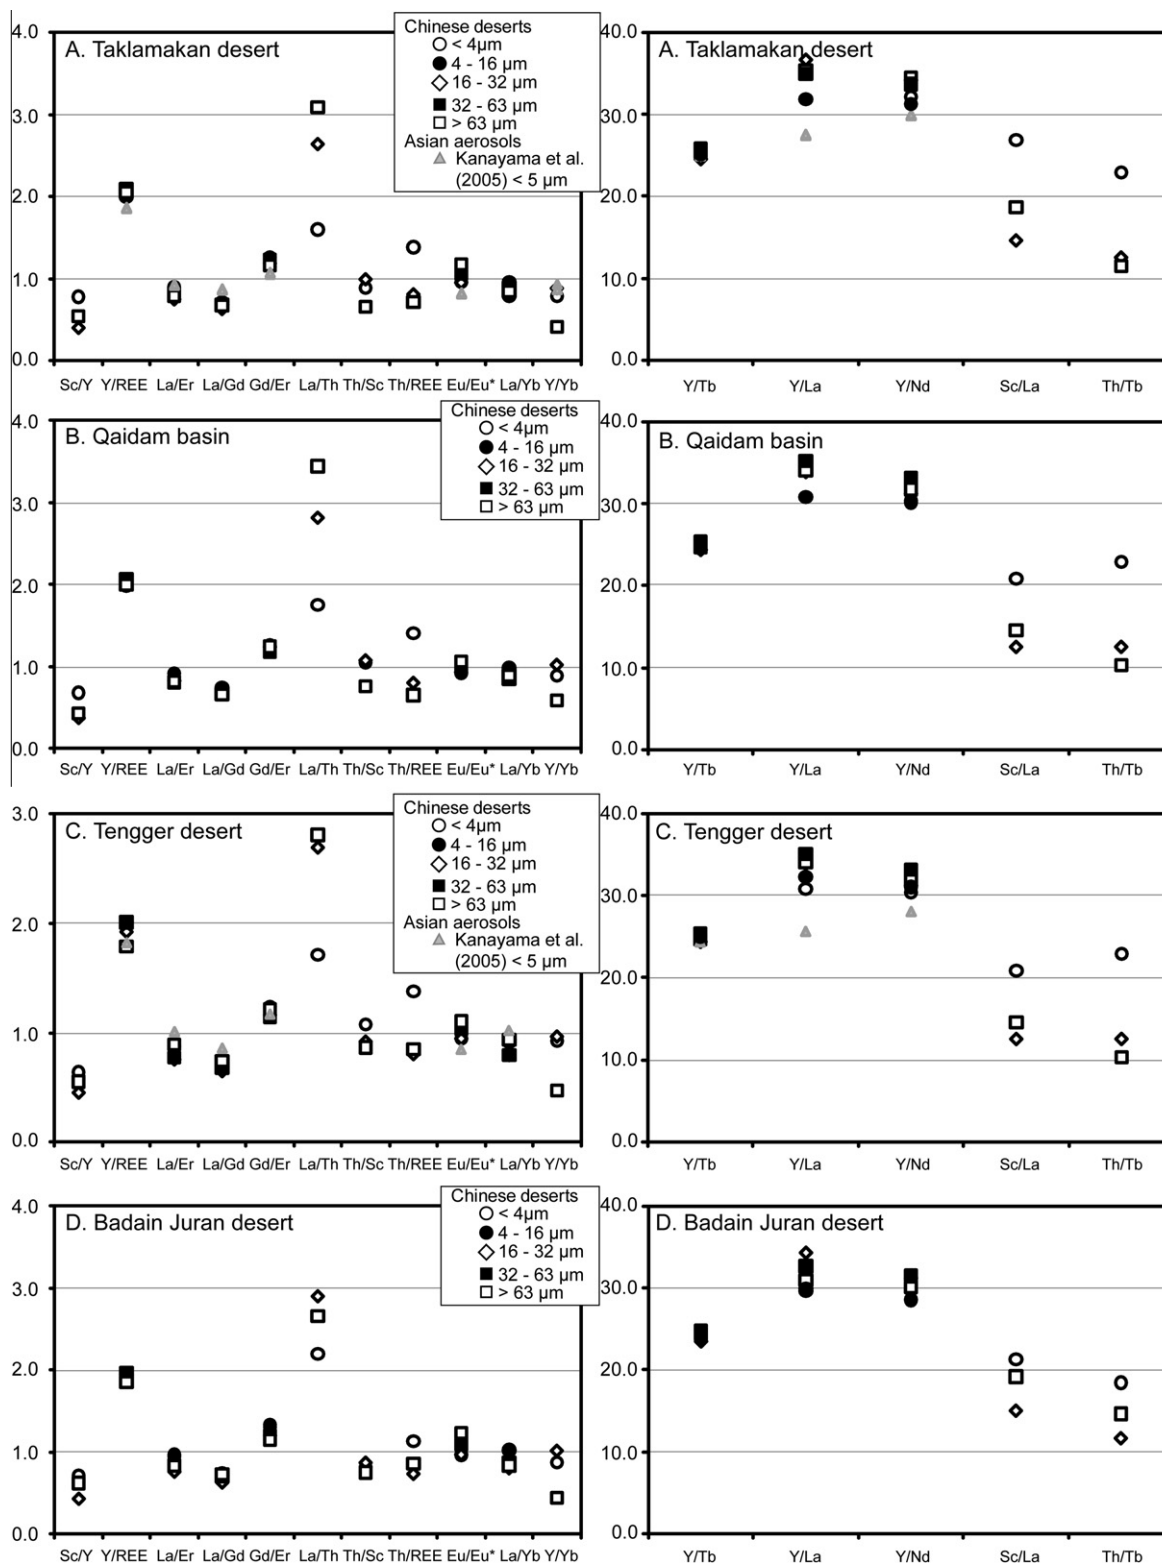 4.0
3.0
2.0
1.0
0.0
A. Taklamakan desert
Chinese deserts
< 4µm
4 - 16 µm
16 - 32 µm
32 - 63 µm
> 63 µm
Asian aerosols
Kanayama et al.
(2005) < 5 µm
Sc/Y Y/REE La/Er La/Gd Gd/Er La/Th Th/Sc Th/REE Eu/Eu* La/Yb Y/Yb
40.0
30.0
20.0
10.0
0.0
A. Taklamakan desert
Y/Tb Y/La Y/Nd Sc/La Th/Tb
4.0
3.0
2.0
1.0
0.0
B. Qaidam basin
Chinese deserts
< 4µm
4 - 16 µm
16 - 32 µm
32 - 63 µm
> 63 µm
Sc/Y Y/REE La/Er La/Gd Gd/Er La/Th Th/Sc Th/REE Eu/Eu* La/Yb Y/Yb
40.0
30.0
20.0
10.0
0.0
B. Qaidam basin
Y/Tb Y/La Y/Nd Sc/La Th/Tb
3.0
2.0
1.0
0.0
C. Tengger desert
Chinese deserts
< 4µm
4 - 16 µm
16 - 32 µm
32 - 63 µm
> 63 µm
Asian aerosols
Kanayama et al.
(2005) < 5 µm
Sc/Y Y/REE La/Er La/Gd Gd/Er La/Th Th/Sc Th/REE Eu/Eu* La/Yb Y/Yb
40.0
30.0
20.0
10.0
0.0
C. Tengger desert
Y/Tb Y/La Y/Nd Sc/La Th/Tb
4.0
3.0
2.0
1.0
0.0
D. Badain Juran desert
Chinese deserts
< 4µm
4 - 16 µm
16 - 32 µm
32 - 63 µm
> 63 µm
Sc/Y Y/REE La/Er La/Gd Gd/Er La/Th Th/Sc Th/REE Eu/Eu* La/Yb Y/Yb
40.0
30.0
20.0
10.0
0.0
D. Badain Juran desert
Y/Tb Y/La Y/Nd Sc/La Th/Tb